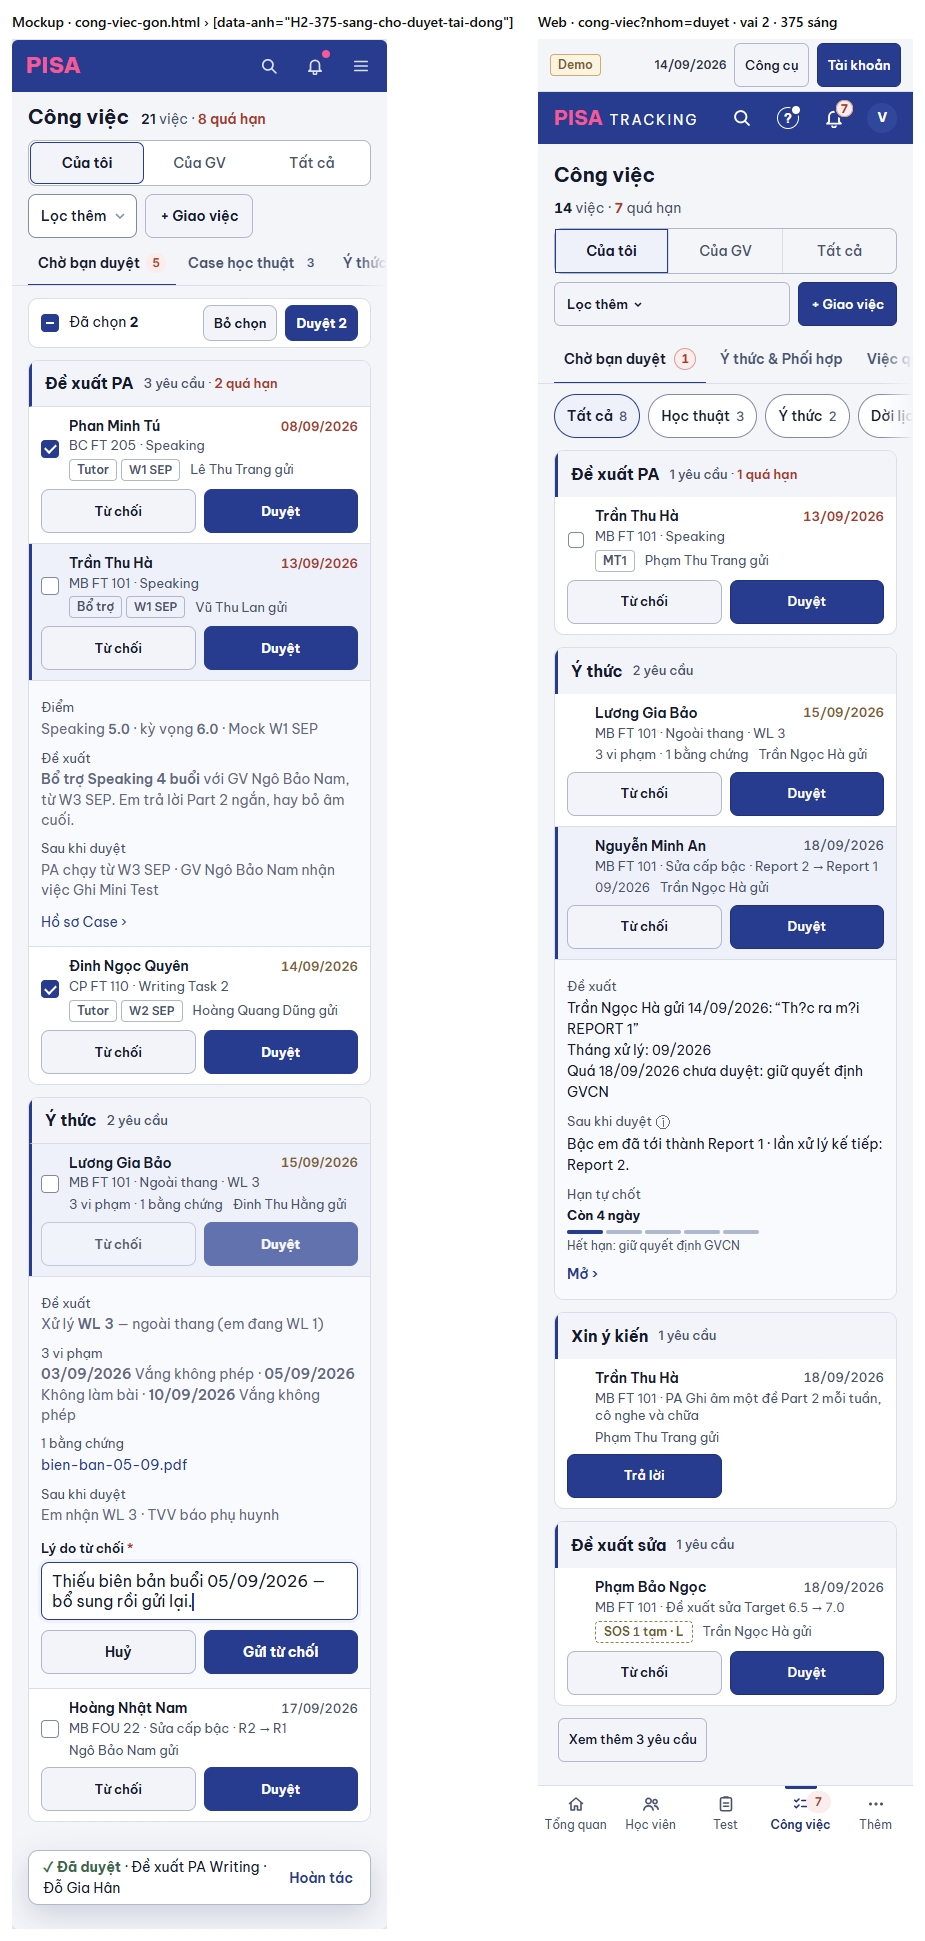 Mockup · cong-viec-gon.html › [data-anh="H2-375-sang-cho-duyet-tai-dong"]
PISA
Công việc 21 việc · 8 quá hạn
Của tôi Của GV Tất cả
Lọc thêm + Giao việc
Chờ bạn duyệt 5 Case học thuật 3 Ý thức
Đã chọn 2 Bỏ chọn Duyệt 2
Đề xuất PA 3 yêu cầu · 2 quá hạn
Phan Minh Tú 08/09/2026
BC FT 205 · Speaking
Tutor W1 SEP Lê Thu Trang gửi
Từ chối Duyệt
Trần Thu Hà 13/09/2026
MB FT 101 · Speaking
Bổ trợ W1 SEP Vũ Thu Lan gửi
Từ chối Duyệt
Điểm
Speaking 5.0 · kỳ vọng 6.0 · Mock W1 SEP
Đề xuất
Bổ trợ Speaking 4 buổi với GV Ngô Bảo Nam,
từ W3 SEP. Em trả lời Part 2 ngắn, hay bỏ âm
cuối.
Sau khi duyệt
PA chạy từ W3 SEP · GV Ngô Bảo Nam nhận
việc Ghi Mini Test
Hồ sơ Case ›
Đinh Ngọc Quyên 14/09/2026
CP FT 110 · Writing Task 2
Tutor W2 SEP Hoàng Quang Dũng gửi
Từ chối Duyệt
Ý thức 2 yêu cầu
Lương Gia Bảo 15/09/2026
MB FT 101 · Ngoài thang · WL 3
3 vi phạm · 1 bằng chứng Đinh Thu Hằng gửi
Từ chối Duyệt
Đề xuất
Xử lý WL 3 — ngoài thang (em đang WL 1)
3 vi phạm
03/09/2026 Vắng không phép · 05/09/2026
Không làm bài · 10/09/2026 Vắng không
phép
1 bằng chứng
bien-ban-05-09.pdf
Sau khi duyệt
Em nhận WL 3 · TVV báo phụ huynh
Lý do từ chối *
Thiếu biên bản buổi 05/09/2026 —
bổ sung rồi gửi lại.
Huỷ Gửi từ chối
Hoàng Nhật Nam 17/09/2026
MB FOU 22 · Sửa cấp bậc · R2 → R1
Ngô Bảo Nam gửi
Từ chối Duyệt
✓ Đã duyệt · Đề xuất PA Writing ·
Đỗ Gia Hân
Hoàn tác
Web · cong-viec?nhom=duyet · vai 2 · 375 sáng
Demo 14/09/2026 Công cụ Tài khoản
PISA TRACKING ? 7 V
Công việc
14 việc · 7 quá hạn
Của tôi Của GV Tất cả
Lọc thêm + Giao việc
Chờ bạn duyệt 1 Ý thức & Phối hợp Việc q
Tất cả 8 Học thuật 3 Ý thức 2 Dời lịc
Đề xuất PA 1 yêu cầu · 1 quá hạn
Trần Thu Hà 13/09/2026
MB FT 101 · Speaking
MT1 Phạm Thu Trang gửi
Từ chối Duyệt
Ý thức 2 yêu cầu
Lương Gia Bảo 15/09/2026
MB FT 101 · Ngoài thang · WL 3
3 vi phạm · 1 bằng chứng Trần Ngọc Hà gửi
Từ chối Duyệt
Nguyễn Minh An 18/09/2026
MB FT 101 · Sửa cấp bậc · Report 2 → Report 1
09/2026 Trần Ngọc Hà gửi
Từ chối Duyệt
Đề xuất
Trần Ngọc Hà gửi 14/09/2026: “Th?c ra m?i
REPORT 1”
Tháng xử lý: 09/2026
Quá 18/09/2026 chưa duyệt: giữ quyết định
GVCN
Sau khi duyệt ⓘ
Bậc em đã tới thành Report 1 · lần xử lý kế tiếp:
Report 2.
Hạn tự chốt
Còn 4 ngày
Hết hạn: giữ quyết định GVCN
Mở ›
Xin ý kiến 1 yêu cầu
Trần Thu Hà 18/09/2026
MB FT 101 · PA Ghi âm một đề Part 2 mỗi tuần,
cô nghe và chữa
Phạm Thu Trang gửi
Trả lời
Đề xuất sửa 1 yêu cầu
Phạm Bảo Ngọc 18/09/2026
MB FT 101 · Đề xuất sửa Target 6.5 → 7.0
SOS 1 tạm · L Trần Ngọc Hà gửi
Từ chối Duyệt
Xem thêm 3 yêu cầu
7
Tổng quan Học viên Test Công việc Thêm